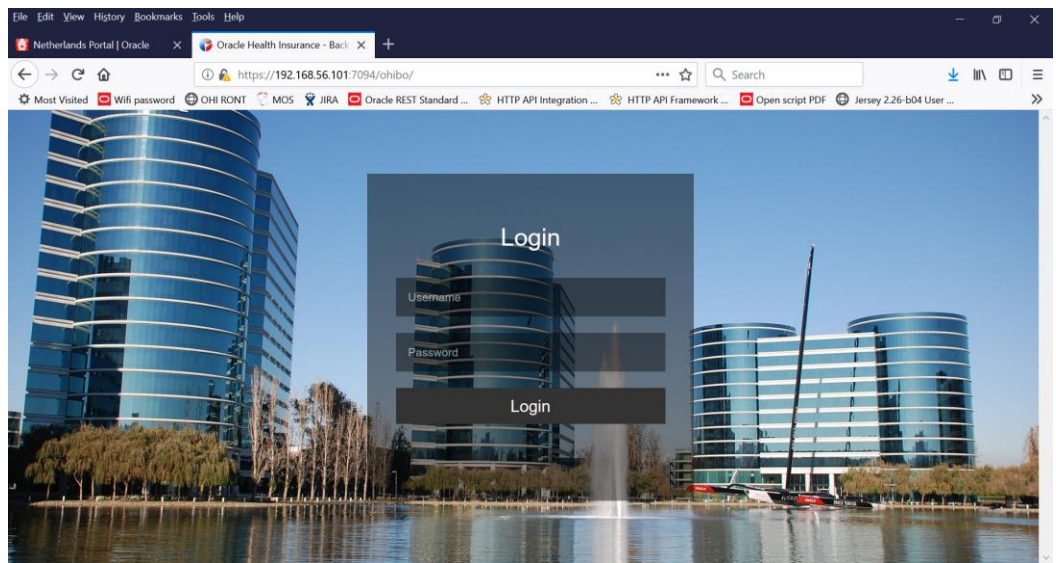 File Edit View History Bookmarks Tools Help
Netherlands Portal | Oracle
Oracle Health Insurance - Back
https://192.168.56.101:7094/ohibo/
Search
Most Visited Wifi password OHI RONT MOS JIRA Oracle REST Standard ... HTTP API Integration ... HTTP API Framework ... Open script PDF Jersey 2.26-b04 User ...
Login
Username
Password
Login